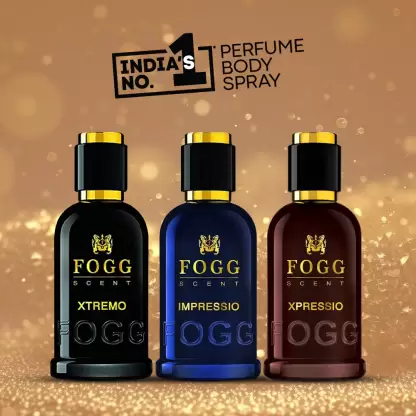 INDIA'S
NO. 1
PERFUME
BODY
SPRAY
FOGG
SCENT
XTREMO
FOGG
FOGG
SCENT
IMPRESSIO
FOGG
FOGG
SCENT
XPRESSIO
FOGG